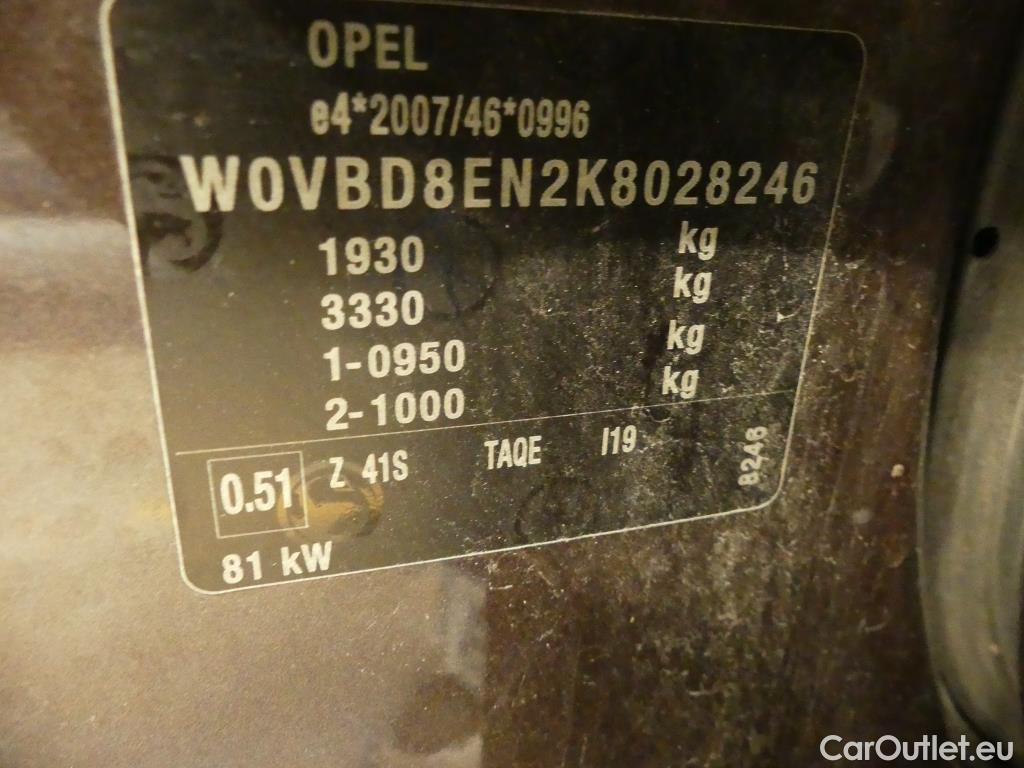 OPEL
e4*2007/46*0996
W0VBD8EN2K8028246
1930 kg
3330 kg
1-0950 kg
2-1000 kg
0.51 Z 41S TAQE I19 8246
81 kW
CarOutlet.eu